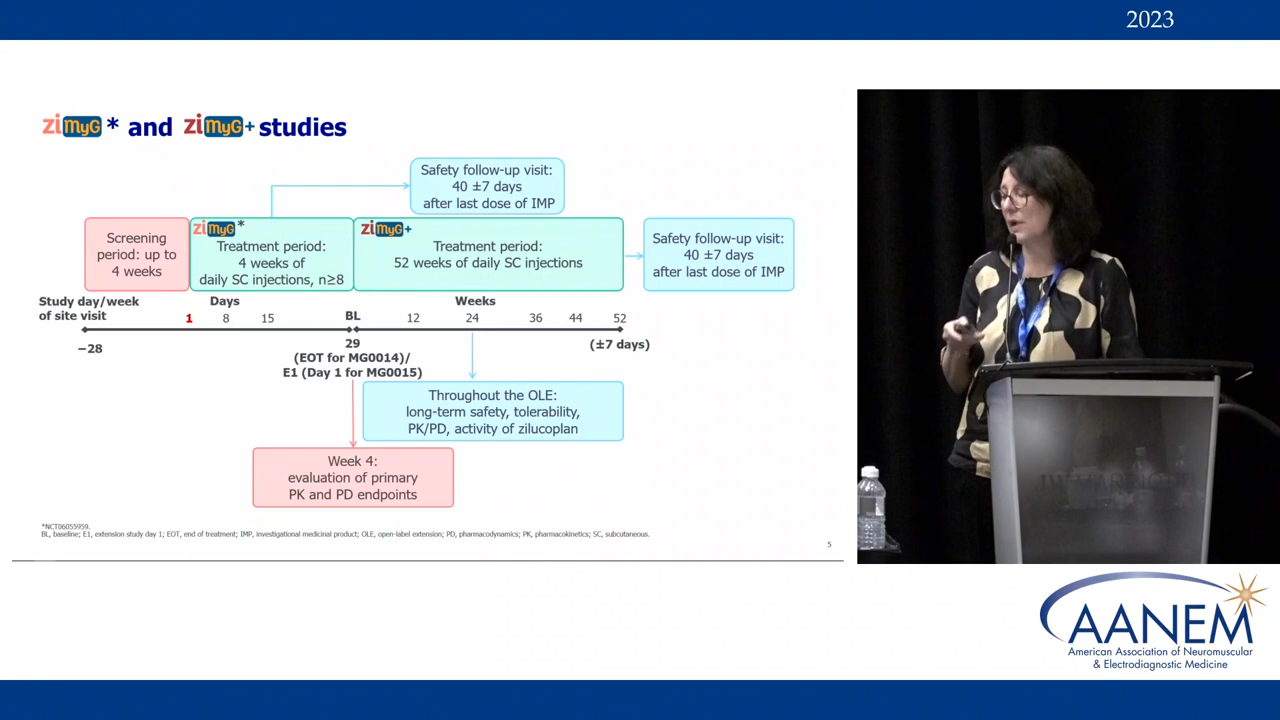 2023
ziMyG* and ziMyG+ studies
Safety follow-up visit:
40 ±7 days
after last dose of IMP
Screening
period: up to
4 weeks
ziMyG*
Treatment period:
4 weeks of
daily SC injections, n≥8
ziMyG+
Treatment period:
52 weeks of daily SC injections
Safety follow-up visit:
40 ±7 days
after last dose of IMP
Study day/week
of site visit
Days
Weeks
1 8 15 BL 12 24 36 44 52
−28
29
(EOT for MG0014)/
E1 (Day 1 for MG0015)
(±7 days)
Throughout the OLE:
long-term safety, tolerability,
PK/PD, activity of zilucoplan
Week 4:
evaluation of primary
PK and PD endpoints
*NCT06055959.
BL, baseline; E1, extension study day 1; EOT, end of treatment; IMP, investigational medicinal product; OLE, open-label extension; PD, pharmacodynamics; PK, pharmacokinetics; SC, subcutaneous.
5
AANEM
American Association of Neuromuscular
& Electrodiagnostic Medicine